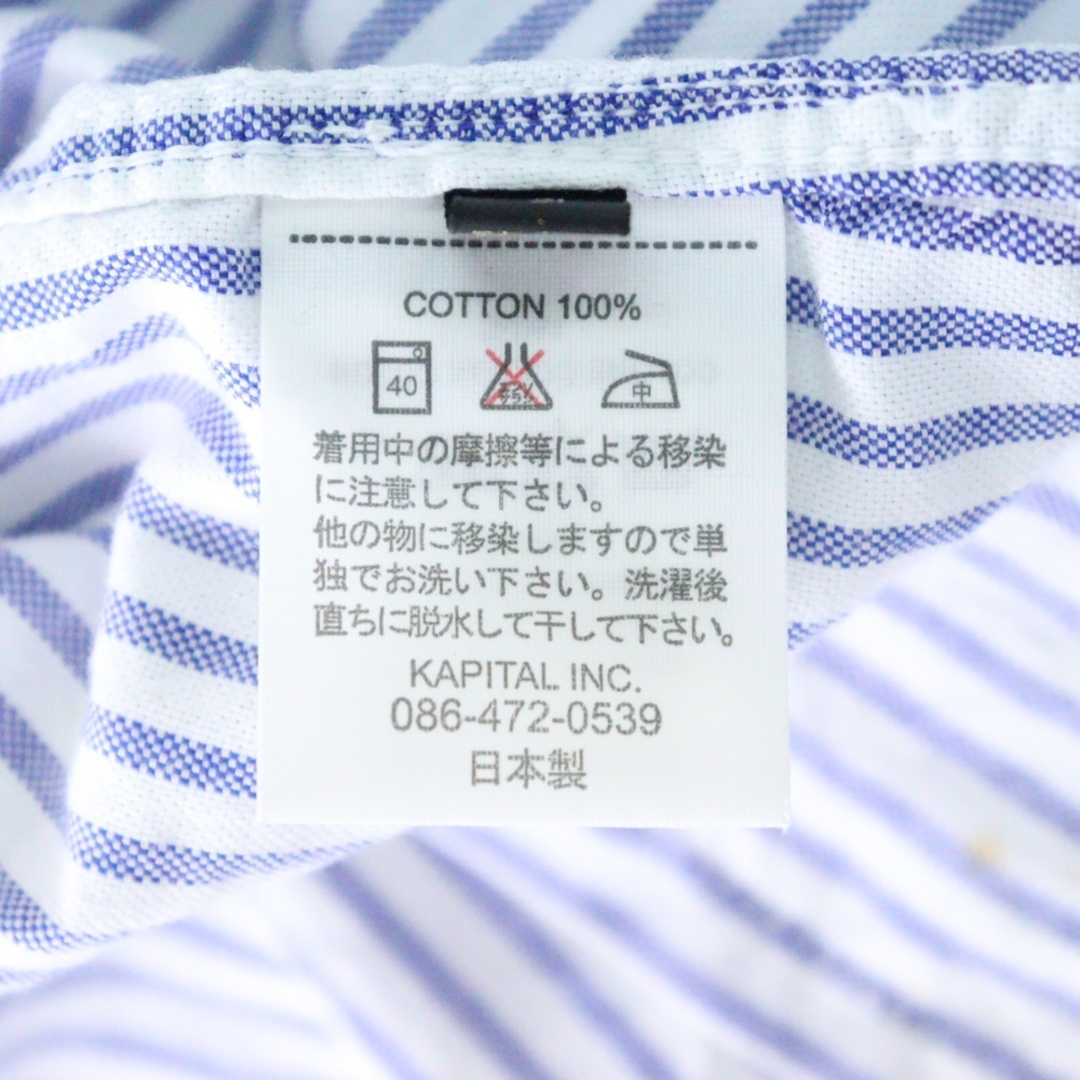 COTTON 100%
40
中
着用中の摩擦等による移染
に注意して下さい。
他の物に移染しますので単
独でお洗い下さい。洗濯後
直ちに脱水して干して下さい。
KAPITAL INC.
086-472-0539
日本製